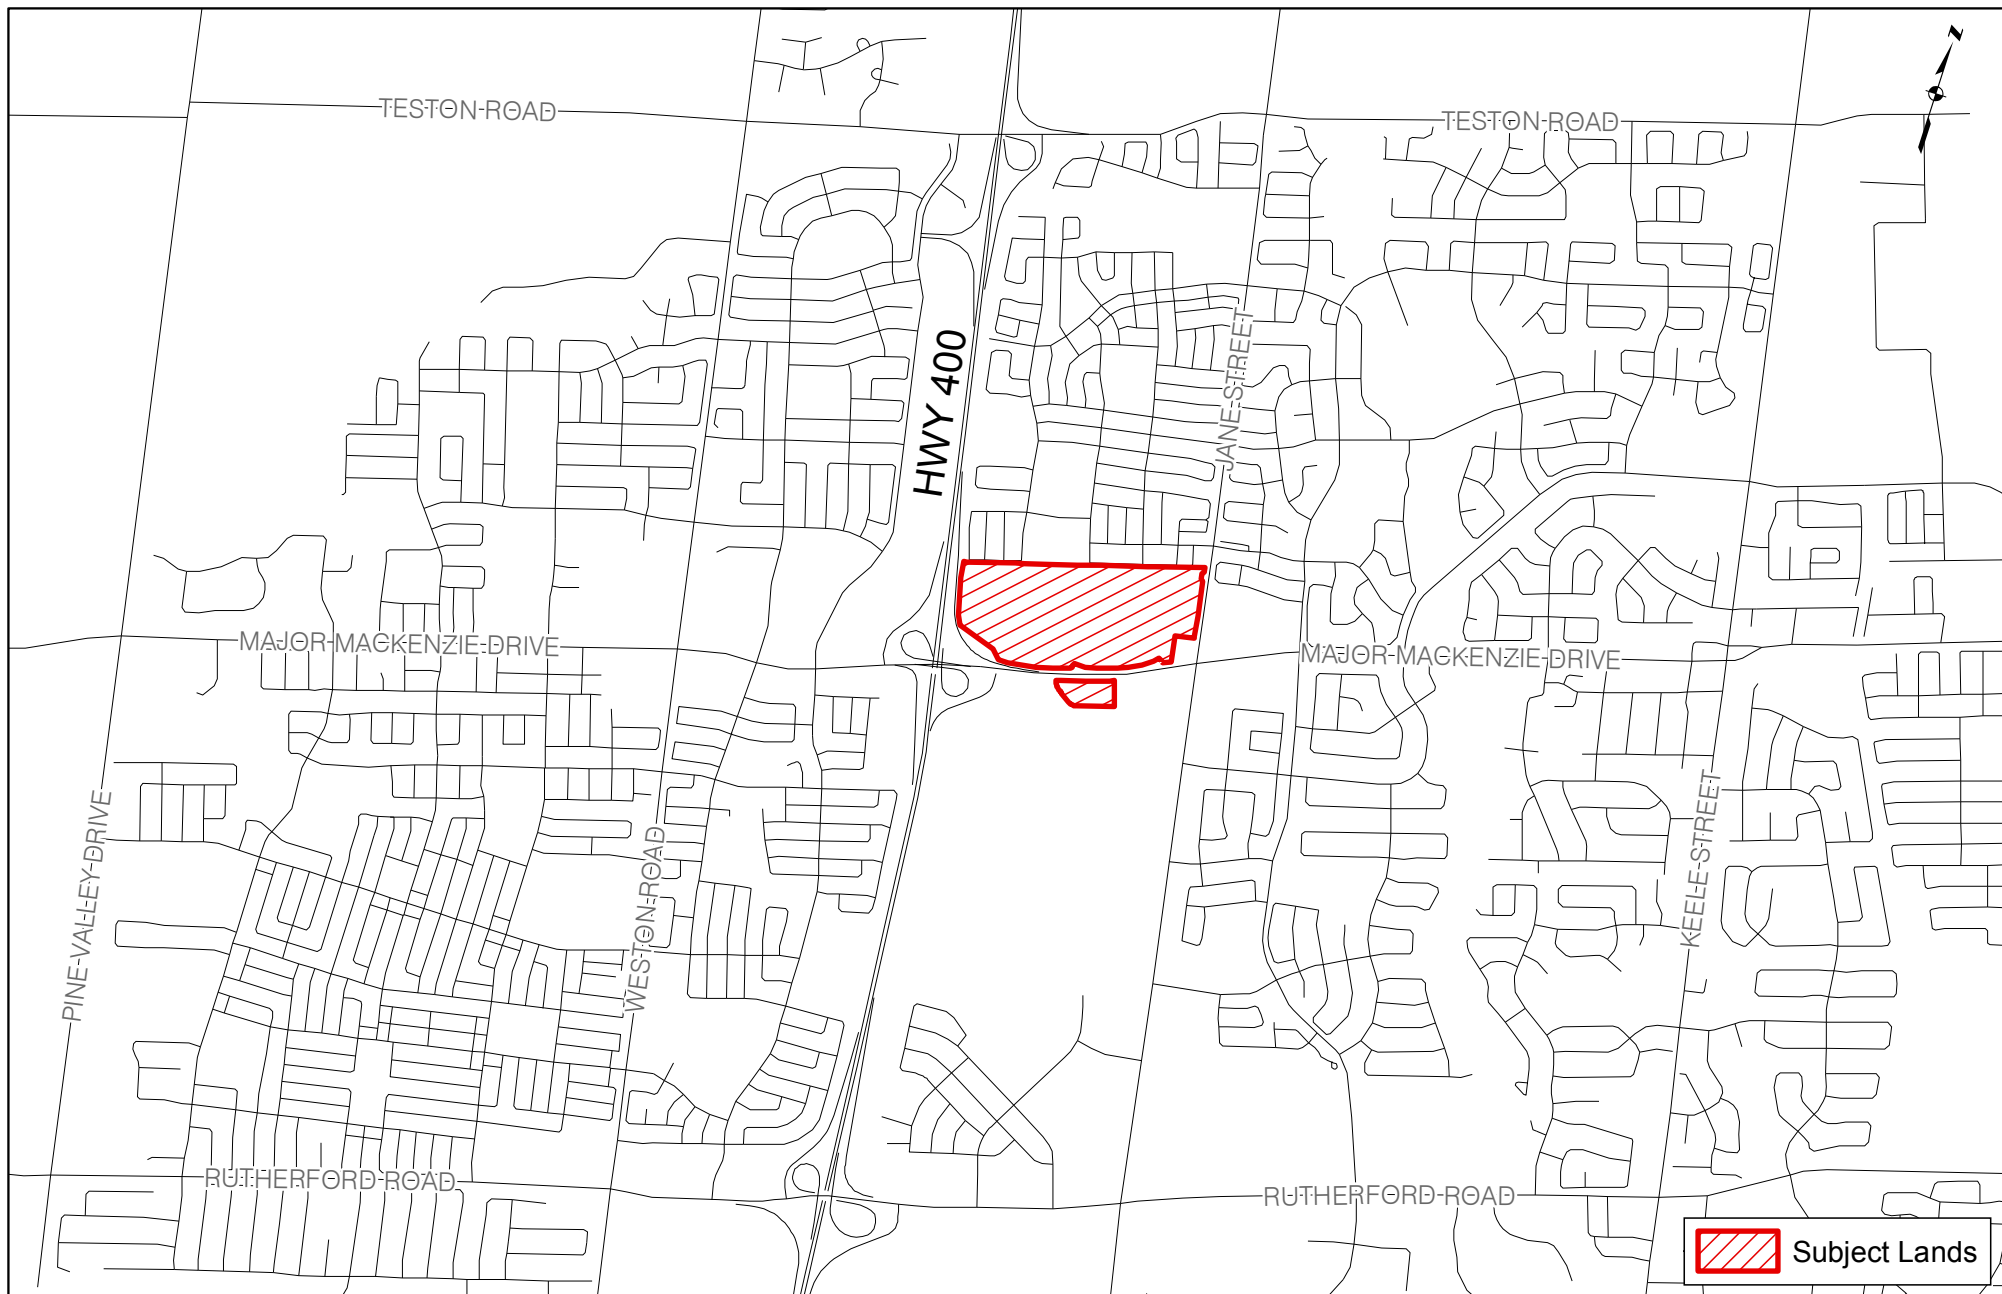 TESTON ROAD
TESTON ROAD
N
HWY 400
JANE STREET
MAJOR MACKENZIE DRIVE
MAJOR MACKENZIE DRIVE
PINE VALLEY DRIVE
WESTON ROAD
KEELE STREET
RUTHERFORD ROAD
RUTHERFORD ROAD
Subject Lands